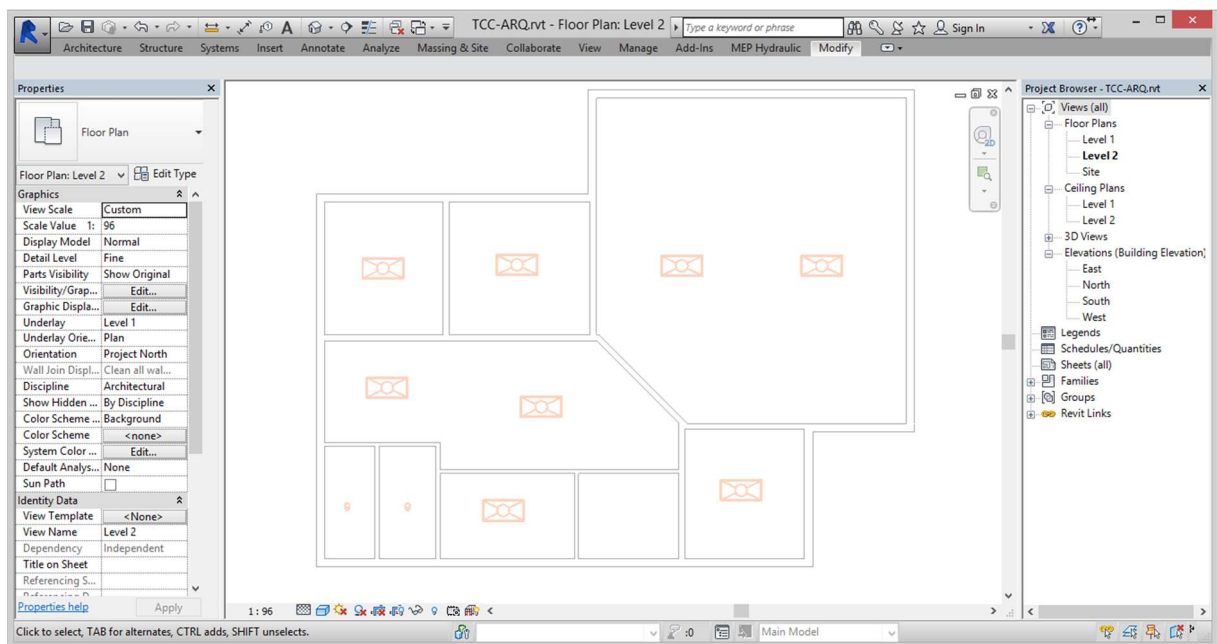 TCC-ARQ.rvt - Floor Plan: Level 2
Type a keyword or phrase
Sign In
Architecture Structure Systems Insert Annotate Analyze Massing & Site Collaborate View Manage Add-Ins MEP Hydraulic Modify
Properties
Floor Plan
Floor Plan: Level 2 Edit Type
Graphics
View Scale Custom
Scale Value 1: 96
Display Model Normal
Detail Level Fine
Parts Visibility Show Original
Visibility/Grap... Edit...
Graphic Displa... Edit...
Underlay Level 1
Underlay Orie... Plan
Orientation Project North
Wall Join Displ... Clean all wal...
Discipline Architectural
Show Hidden ... By Discipline
Color Scheme ... Background
Color Scheme <none>
System Color ... Edit...
Default Analys... None
Sun Path
Identity Data
View Template <None>
View Name Level 2
Dependency Independent
Title on Sheet
Referencing S...
Properties help Apply
2D
1 : 96
Project Browser - TCC-ARQ.rvt
Views (all)
Floor Plans
Level 1
Level 2
Site
Ceiling Plans
Level 1
Level 2
3D Views
Elevations (Building Elevation)
East
North
South
West
Legends
Schedules/Quantities
Sheets (all)
Families
Groups
Revit Links
Click to select, TAB for alternates, CTRL adds, SHIFT unselects.
:0 Main Model